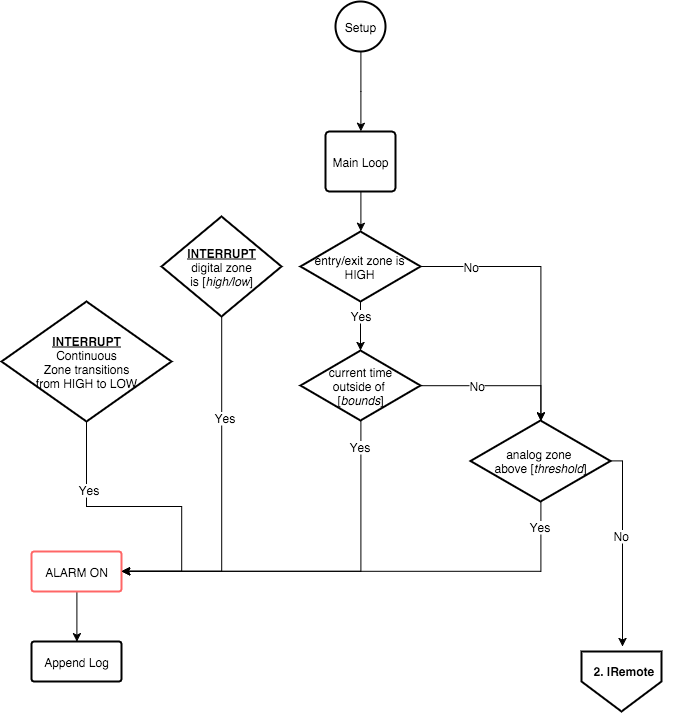 Setup
Main Loop
INTERRUPT
digital zone
is [high/low]
entry/exit zone is
HIGH
No
Yes
INTERRUPT
Continuous
Zone transitions
from HIGH to LOW
current time
outside of
[bounds]
No
Yes
Yes
analog zone
above [threshold]
Yes
Yes
No
ALARM ON
Append Log
2. IRemote